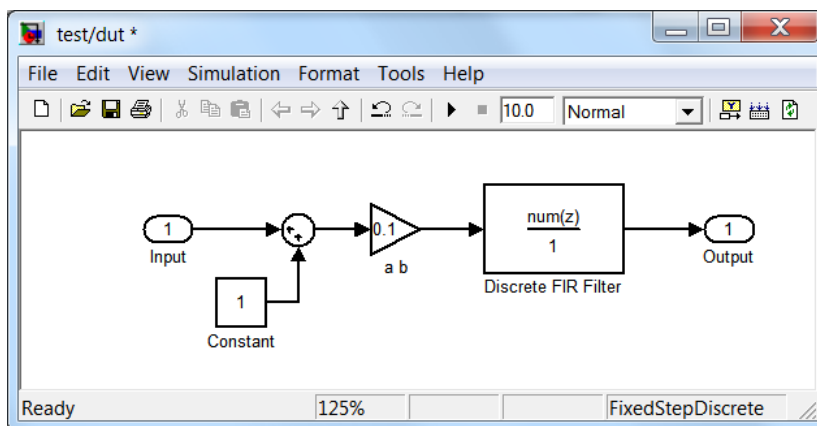 test/dut *
File Edit View Simulation Format Tools Help
10.0 Normal
1
Input
1
Constant
0.1
a b
num(z)
1
Discrete FIR Filter
1
Output
Ready 125% FixedStepDiscrete